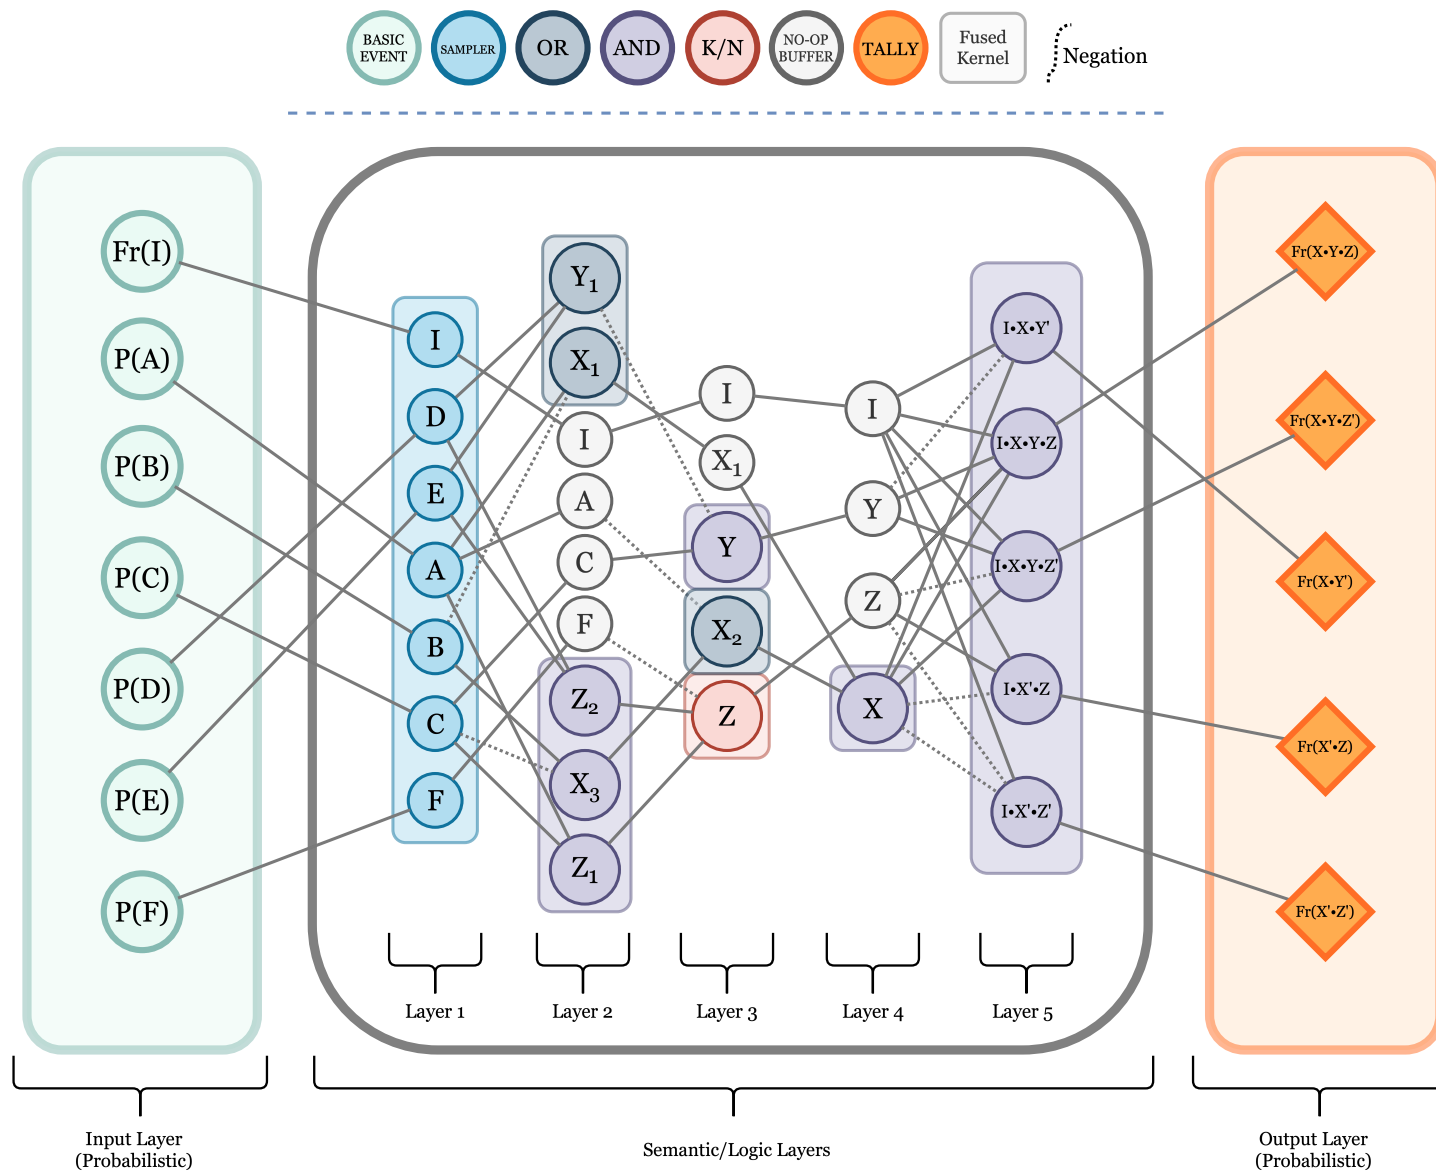 BASIC
EVENT
SAMPLER
OR
AND
K/N
NO-OP
BUFFER
TALLY
Fused
Kernel
Negation
Fr(I)
P(A)
P(B)
P(C)
P(D)
P(E)
P(F)
I
D
E
A
B
C
F
Y₁
X₁
I
A
C
F
Z₂
X₃
Z₁
I
X₁
Y
X₂
Z
I
Y
Z
X
I•X•Y'
I•X•Y•Z
I•X•Y•Z'
I•X'•Z
I•X'•Z'
Fr(X•Y•Z)
Fr(X•Y•Z')
Fr(X•Y')
Fr(X'•Z)
Fr(X'•Z')
Layer 1
Layer 2
Layer 3
Layer 4
Layer 5
Input Layer
(Probabilistic)
Semantic/Logic Layers
Output Layer
(Probabilistic)